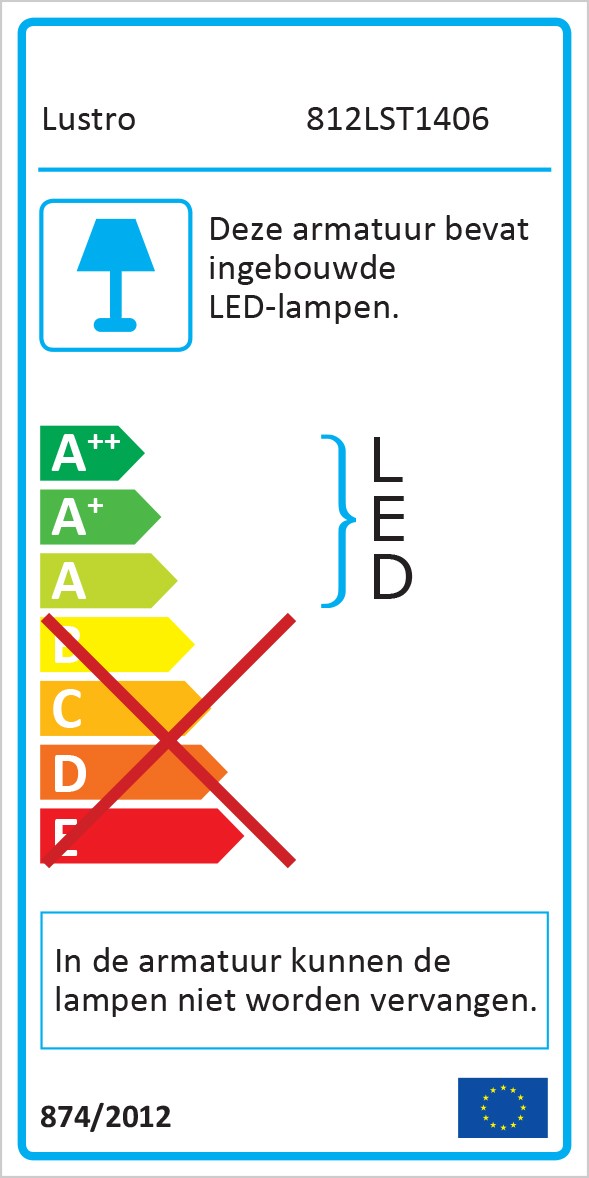 Lustro 812LST1406
Deze armatuur bevat
ingebouwde
LED-lampen.
A++
A+
A
B
C
D
E
L
E
D
In de armatuur kunnen de
lampen niet worden vervangen.
874/2012